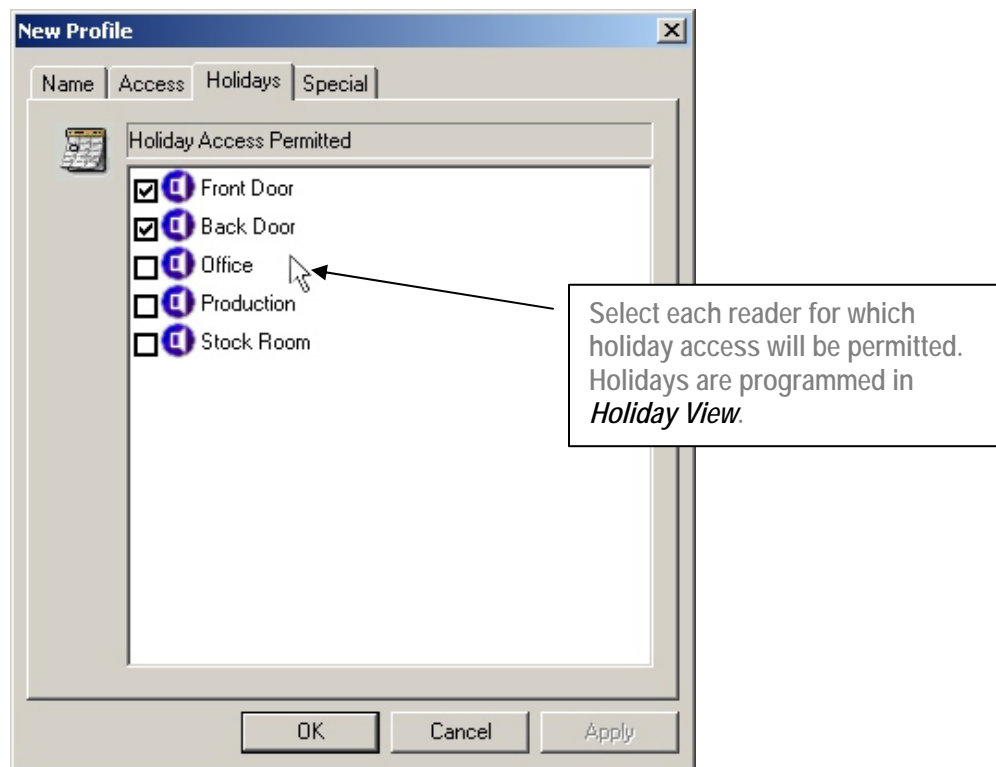 New Profile
Name Access Holidays Special
Holiday Access Permitted
Front Door
Back Door
Office
Production
Stock Room
Select each reader for which
holiday access will be permitted.
Holidays are programmed in
Holiday View.
OK Cancel Apply